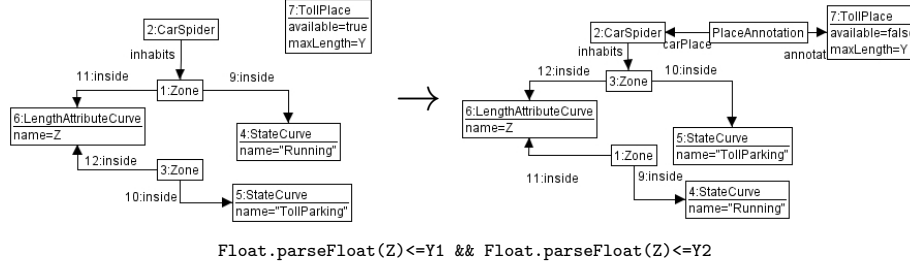 7:TollPlace
available=true
maxLength=Y
2:CarSpider
inhabits
11:inside
9:inside
1:Zone
6:LengthAttributeCurve
name=Z
4:StateCurve
name="Running"
12:inside
3:Zone
10:inside
5:StateCurve
name="TollParking"
7:TollPlace
available=false
maxLength=Y
2:CarSpider
PlaceAnnotation
carPlace
annotat
inhabits
12:inside
10:inside
3:Zone
6:LengthAttributeCurve
name=Z
5:StateCurve
name="TollParking"
1:Zone
11:inside
9:inside
4:StateCurve
name="Running"
Float.parseFloat(Z)<=Y1 && Float.parseFloat(Z)<=Y2